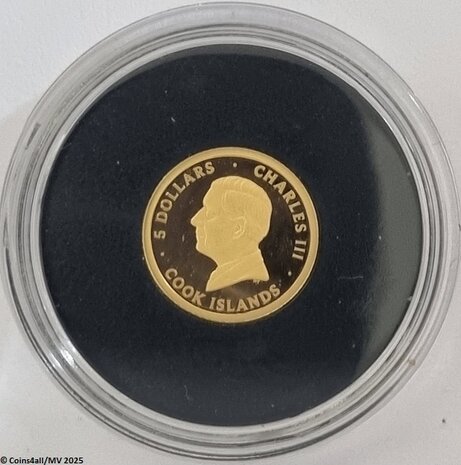 5 DOLLARS · CHARLES III ·
COOK ISLANDS ·
© Coins4all/MV 2025